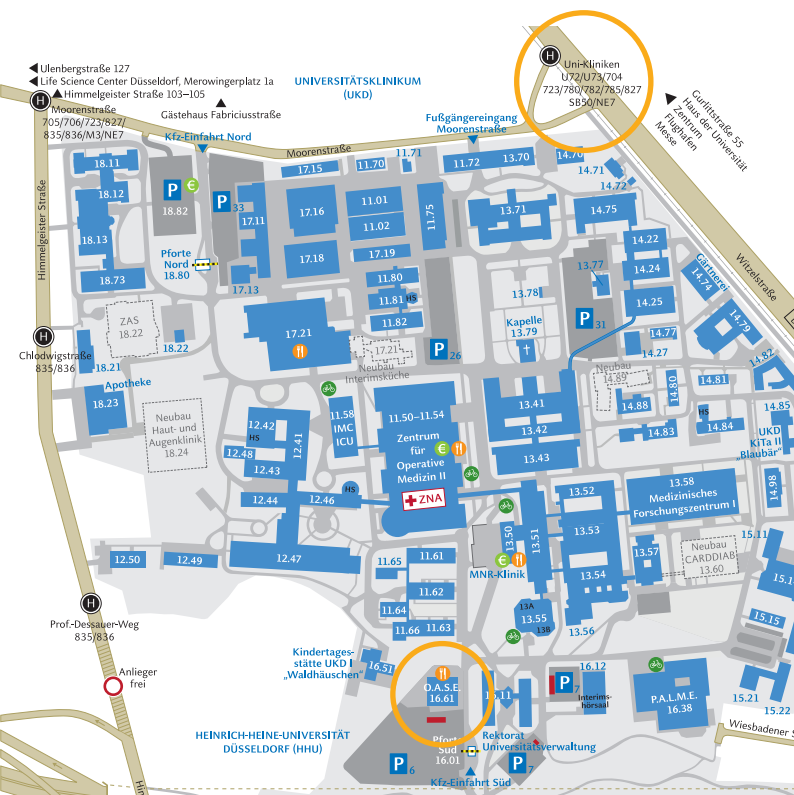 Ulenbergstraße 127
Life Science Center Düsseldorf, Merowingerplatz 1a
Himmelgeister Straße 103–105
H
Moorenstraße
705/706/723/827/
835/836/M3/NE7
Gästehaus Fabriciusstraße
Kfz-Einfahrt Nord
UNIVERSITÄTSKLINIKUM
(UKD)
Fußgängereingang
Moorenstraße
Moorenstraße
H
Uni-Kliniken
U72/U73/704
723/780/782/785/827
SB50/NE7
Gurlittstraße 55
Haus der Universität
Zentrum
Flughafen
Messe
Himmelgeister Straße
Witzelstraße
18.11
18.12
18.13
18.73
P
€
18.82
P
33
17.11
17.15
11.70
11.71
11.72
13.70
14.70
14.71
14.72
17.16
11.01
11.02
11.75
13.71
14.75
17.18
17.19
Pforte
Nord
18.80
17.13
11.80
11.81
HS
11.82
13.77
13.78
14.22
14.24
14.25
Gärtnerei
14.74
14.79
ZAS
18.22
18.22
17.21
17.21
Neubau
Interimsküche
P
26
Kapelle
13.79
P
31
14.77
14.27
14.82
H
Chlodwigstraße
835/836
18.21
Apotheke
18.23
Neubau
Haut- und
Augenklinik
18.24
11.58
IMC
ICU
11.50–11.54
Zentrum
für
Operative
Medizin II
€
ZNA
13.41
13.42
13.43
Neubau
14.89
14.88
14.80
14.81
14.83
HS
14.84
14.85
UKD
KiTa II
„Blaubär“
12.42
HS
12.41
12.48
12.43
12.44
12.46
HS
12.47
12.50
12.49
13.52
13.58
Medizinisches
Forschungszentrum I
14.98
13.50
13.51
13.53
€
MNR-Klinik
13.54
13.57
Neubau
CARDDIAB
13.60
15.11
15.15
11.65
11.61
11.62
11.64
11.66
11.63
13A
13.55
13B
13.56
H
Prof.-Dessauer-Weg
835/836
Anlieger
frei
Kindertages-
stätte UKD I
„Waldhäuschen“
16.51
O.A.S.E.
16.61
P
7
16.12
Interims-
hörsaal
P.A.L.M.E.
16.38
15.21
15.22
Wiesbadener S
HEINRICH-HEINE-UNIVERSITÄT
DÜSSELDORF (HHU)
P
6
Pforte
Süd
16.01
Rektorat
Universitätsverwaltung
Kfz-Einfahrt Süd
P
7